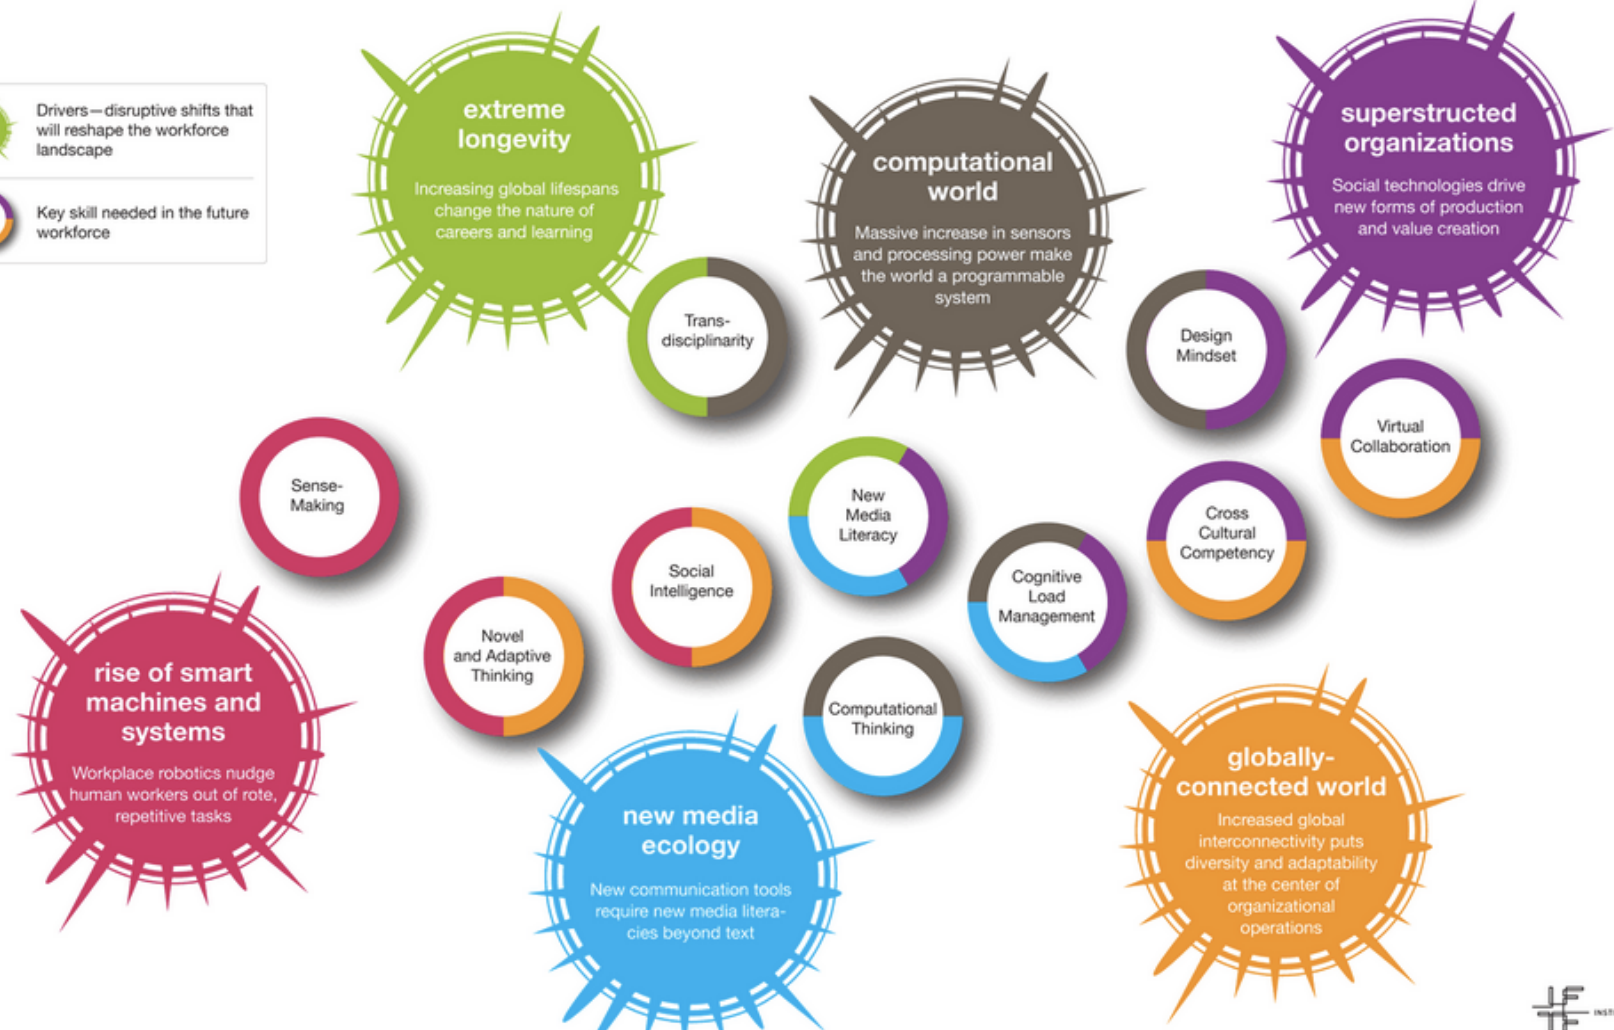 Drivers—disruptive shifts that
will reshape the workforce
landscape
Key skill needed in the future
workforce
extreme
longevity
Increasing global lifespans
change the nature of
careers and learning
computational
world
Massive increase in sensors
and processing power make
the world a programmable
system
superstructed
organizations
Social technologies drive
new forms of production
and value creation
Trans-
disciplinarity
Design
Mindset
Virtual
Collaboration
Sense-
Making
New
Media
Literacy
Cross
Cultural
Competency
Social
Intelligence
Cognitive
Load
Management
Novel
and Adaptive
Thinking
Computational
Thinking
rise of smart
machines and
systems
Workplace robotics nudge
human workers out of rote,
repetitive tasks
new media
ecology
New communication tools
require new media litera-
cies beyond text
globally-
connected world
Increased global
interconnectivity puts
diversity and adaptability
at the center of
organizational
operations